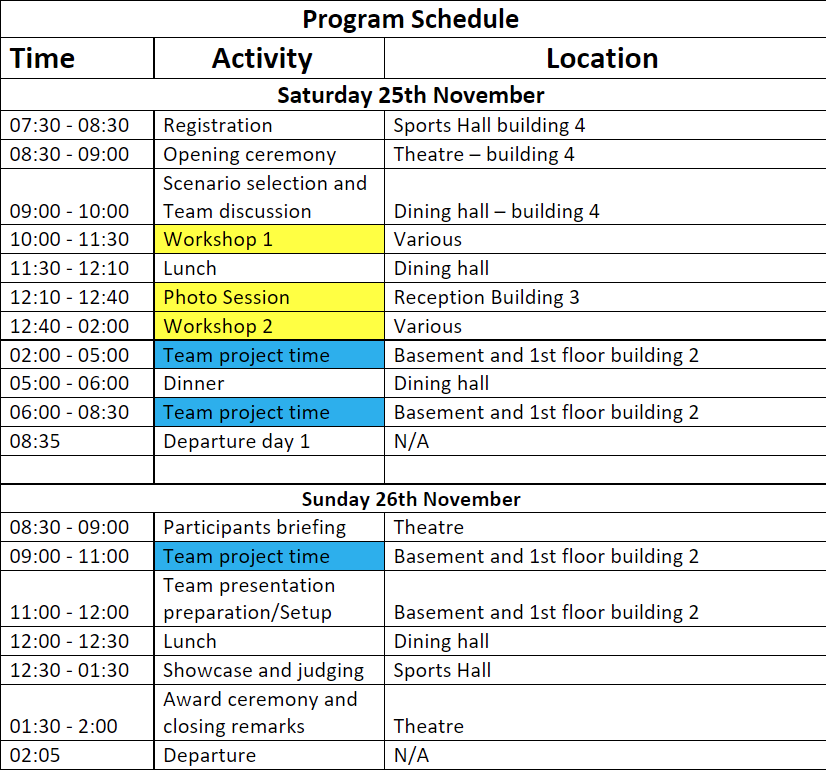 Program Schedule
Time Activity Location
Saturday 25th November
07:30 - 08:30 Registration Sports Hall building 4
08:30 - 09:00 Opening ceremony Theatre – building 4
Scenario selection and
09:00 - 10:00 Team discussion Dining hall – building 4
10:00 - 11:30 Workshop 1 Various
11:30 - 12:10 Lunch Dining hall
12:10 - 12:40 Photo Session Reception Building 3
12:40 - 02:00 Workshop 2 Various
02:00 - 05:00 Team project time Basement and 1st floor building 2
05:00 - 06:00 Dinner Dining hall
06:00 - 08:30 Team project time Basement and 1st floor building 2
08:35 Departure day 1 N/A
Sunday 26th November
08:30 - 09:00 Participants briefing Theatre
09:00 - 11:00 Team project time Basement and 1st floor building 2
Team presentation
11:00 - 12:00 preparation/Setup Basement and 1st floor building 2
12:00 - 12:30 Lunch Dining hall
12:30 - 01:30 Showcase and judging Sports Hall
Award ceremony and
01:30 - 2:00 closing remarks Theatre
02:05 Departure N/A